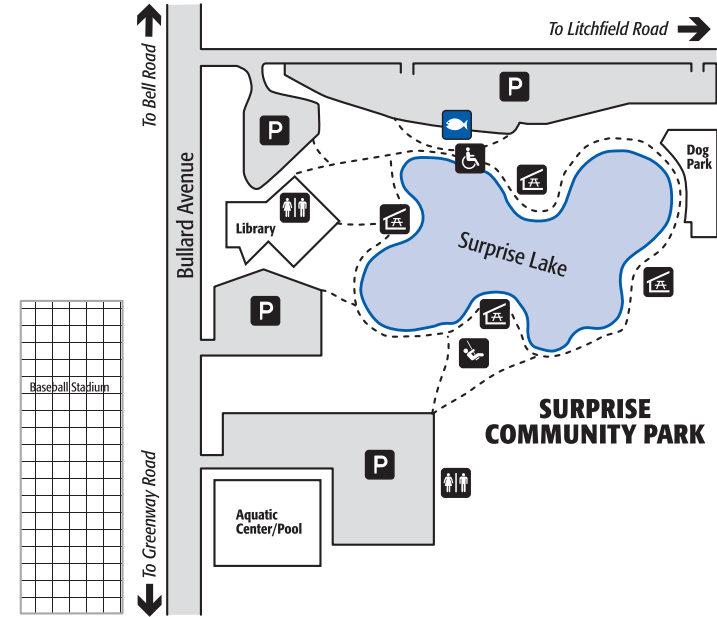 To Litchfield Road
To Bell Road
P
P
Dog
Park
Bullard Avenue
Library
Surprise Lake
P
Baseball Stadium
SURPRISE
COMMUNITY PARK
P
To Greenway Road
Aquatic
Center/Pool